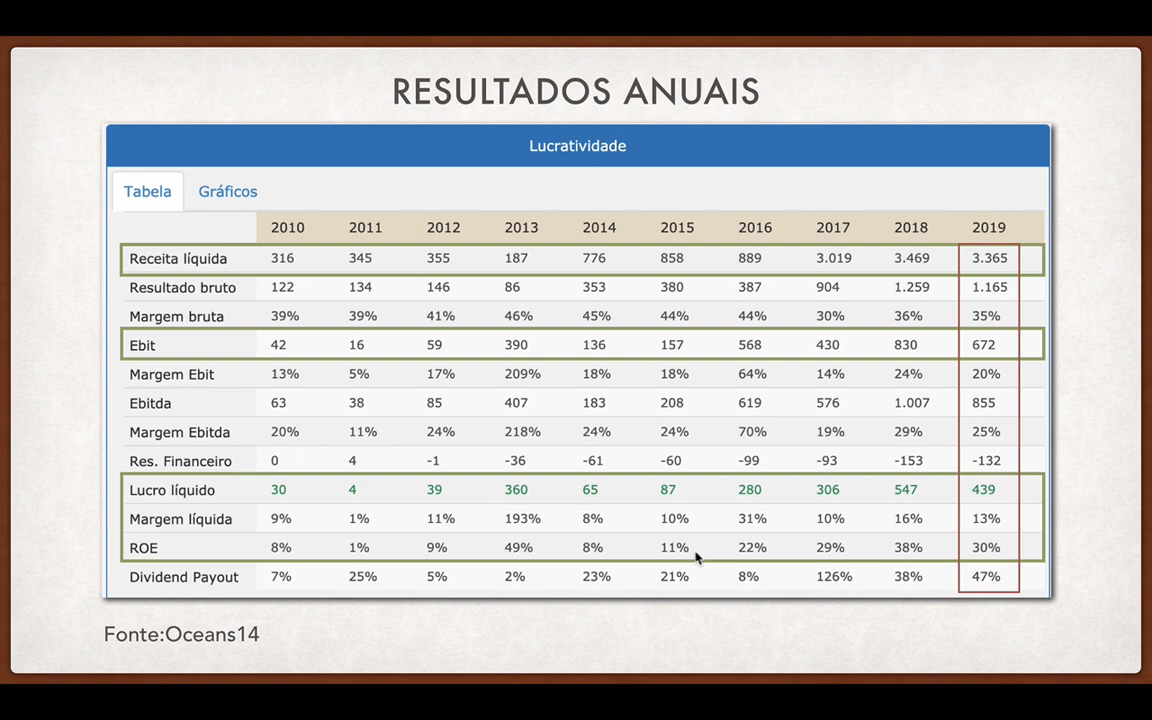 RESULTADOS ANUAIS
Lucratividade
Tabela Gráficos
2010 2011 2012 2013 2014 2015 2016 2017 2018 2019
Receita líquida 316 345 355 187 776 858 889 3.019 3.469 3.365
Resultado bruto 122 134 146 86 353 380 387 904 1.259 1.165
Margem bruta 39% 39% 41% 46% 45% 44% 44% 30% 36% 35%
Ebit 42 16 59 390 136 157 568 430 830 672
Margem Ebit 13% 5% 17% 209% 18% 18% 64% 14% 24% 20%
Ebitda 63 38 85 407 183 208 619 576 1.007 855
Margem Ebitda 20% 11% 24% 218% 24% 24% 70% 19% 29% 25%
Res. Financeiro 0 4 -1 -36 -61 -60 -99 -93 -153 -132
Lucro líquido 30 4 39 360 65 87 280 306 547 439
Margem líquida 9% 1% 11% 193% 8% 10% 31% 10% 16% 13%
ROE 8% 1% 9% 49% 8% 11% 22% 29% 38% 30%
Dividend Payout 7% 25% 5% 2% 23% 21% 8% 126% 38% 47%
Fonte:Oceans14